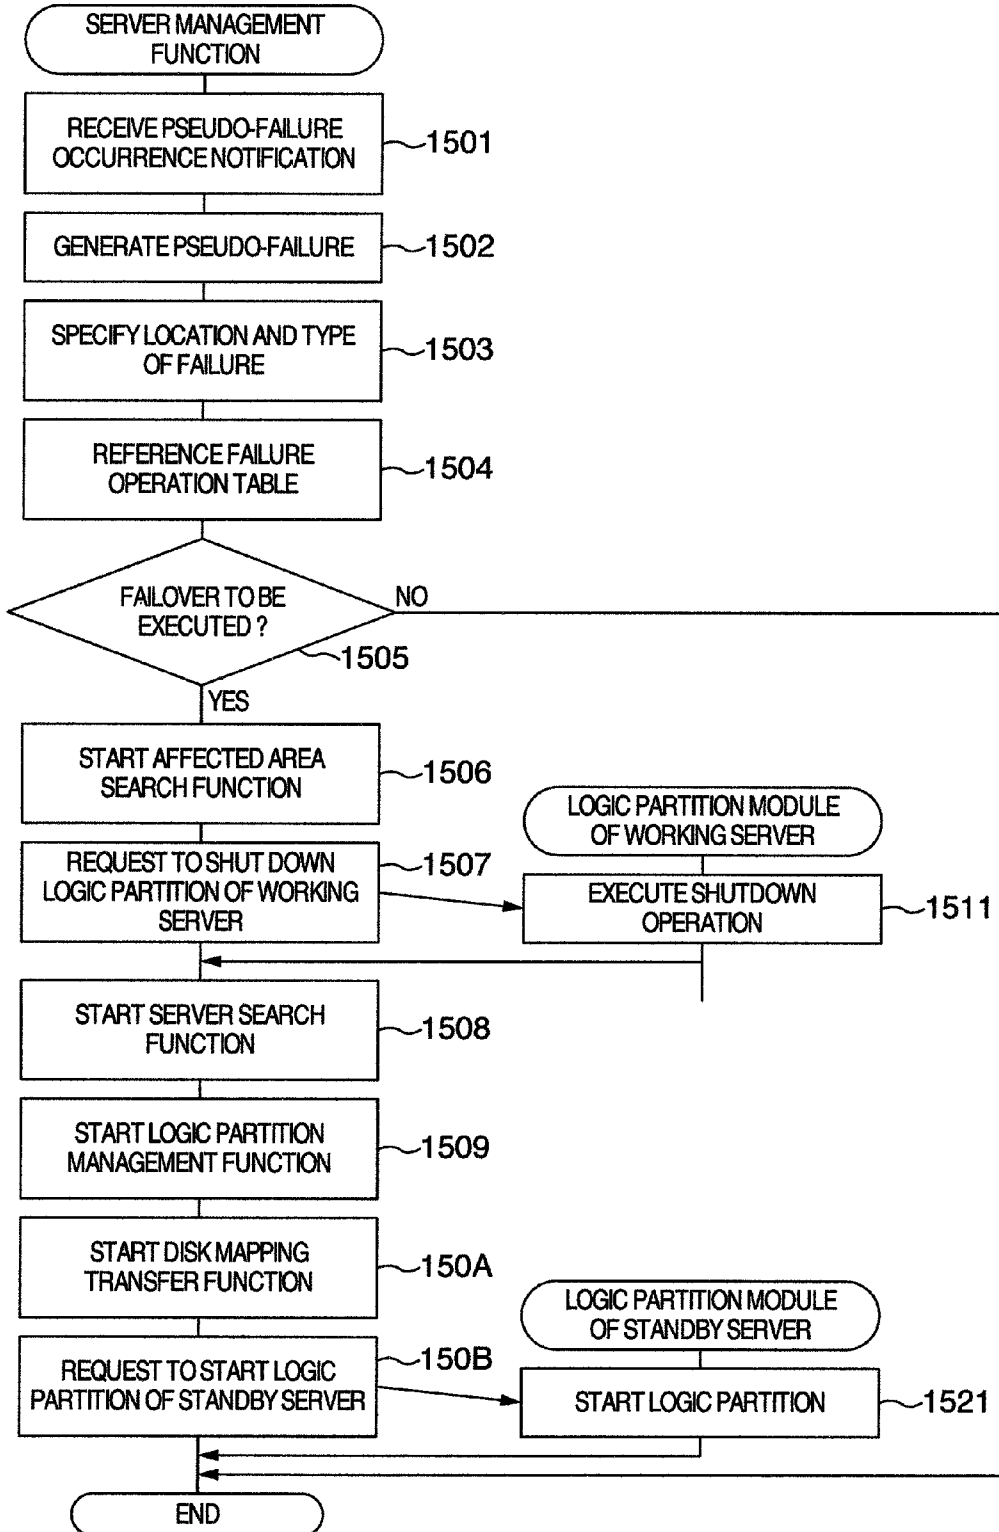 SERVER MANAGEMENT
FUNCTION
RECEIVE PSEUDO-FAILURE
OCCURRENCE NOTIFICATION
1501
GENERATE PSEUDO-FAILURE
1502
SPECIFY LOCATION AND TYPE
OF FAILURE
1503
REFERENCE FAILURE
OPERATION TABLE
1504
FAILOVER TO BE
EXECUTED ?
NO
1505
YES
START AFFECTED AREA
SEARCH FUNCTION
1506
REQUEST TO SHUT DOWN
LOGIC PARTITION OF WORKING
SERVER
1507
LOGIC PARTITION MODULE
OF WORKING SERVER
EXECUTE SHUTDOWN
OPERATION
1511
START SERVER SEARCH
FUNCTION
1508
START LOGIC PARTITION
MANAGEMENT FUNCTION
1509
START DISK MAPPING
TRANSFER FUNCTION
150A
REQUEST TO START LOGIC
PARTITION OF STANDBY SERVER
150B
LOGIC PARTITION MODULE
OF STANDBY SERVER
START LOGIC PARTITION
1521
END